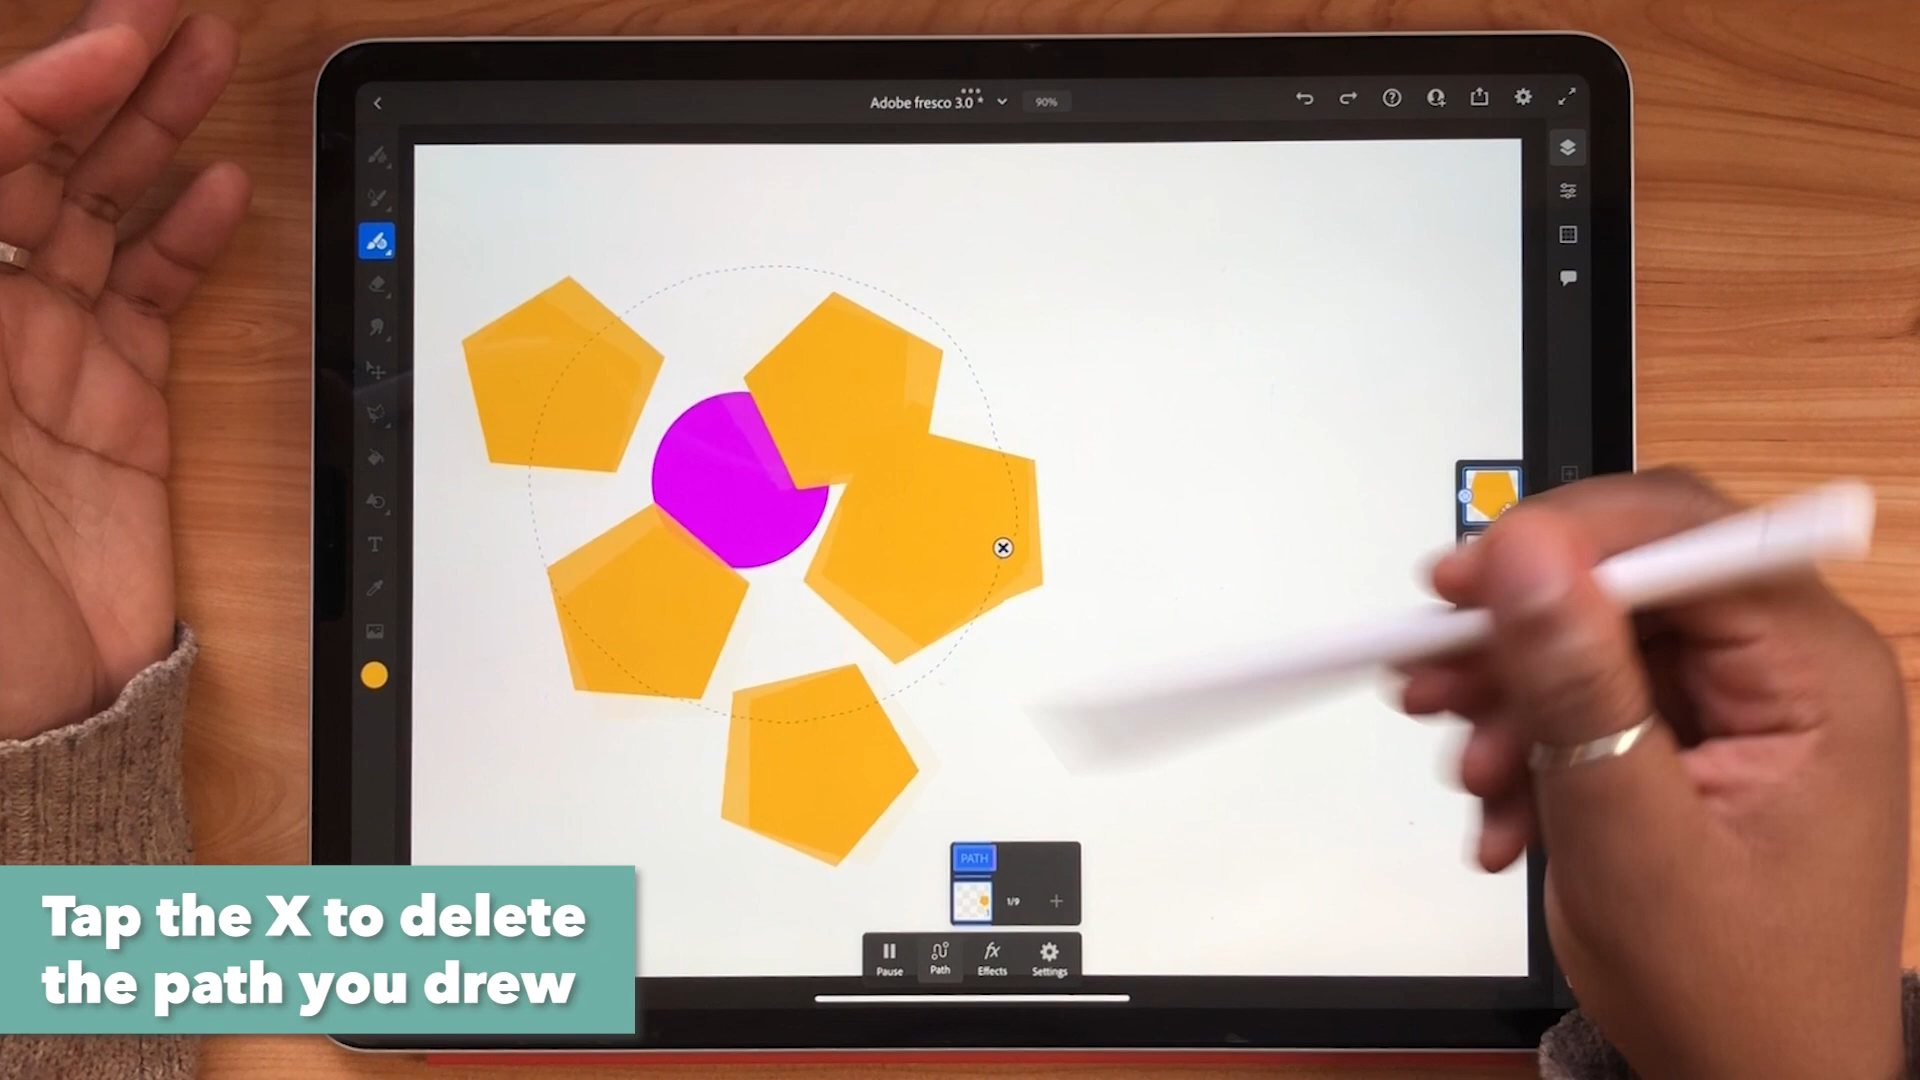 Adobe fresco 3.0 *
90%
T
PATH
1/9
Pause
Path
fx
Effects
Settings
Tap the X to delete
the path you drew